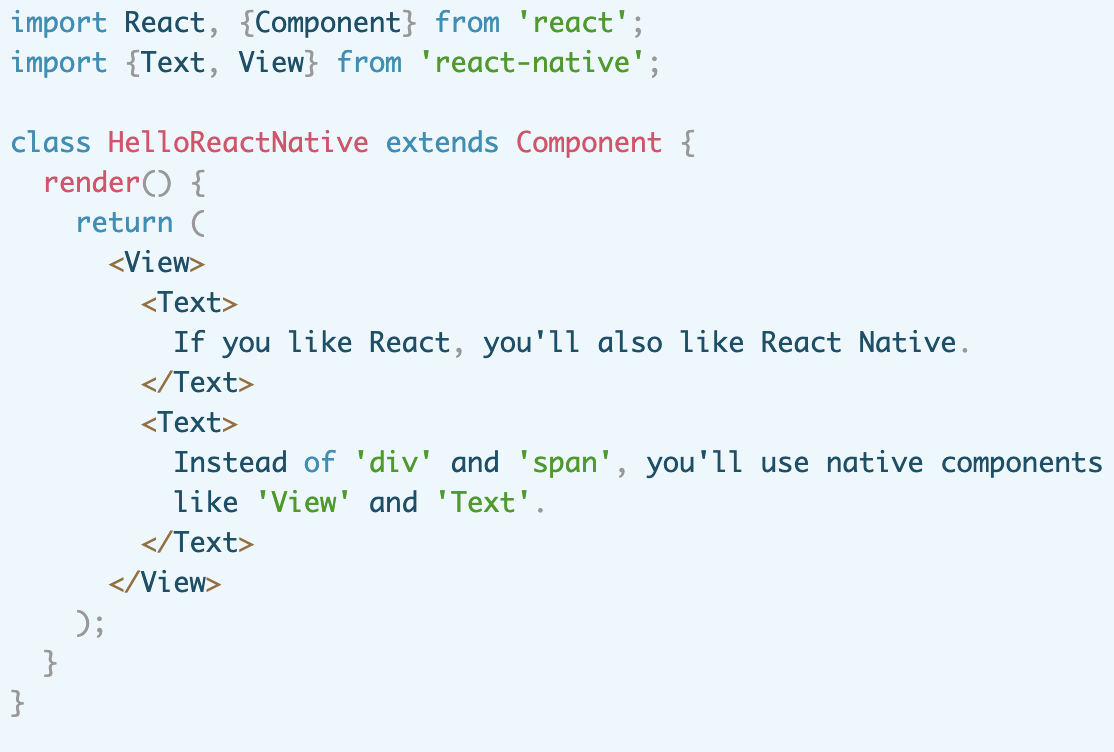 import React, {Component} from 'react';
import {Text, View} from 'react-native';

class HelloReactNative extends Component {
  render() {
    return (
      <View>
        <Text>
          If you like React, you'll also like React Native.
        </Text>
        <Text>
          Instead of 'div' and 'span', you'll use native components
          like 'View' and 'Text'.
        </Text>
      </View>
    );
  }
}